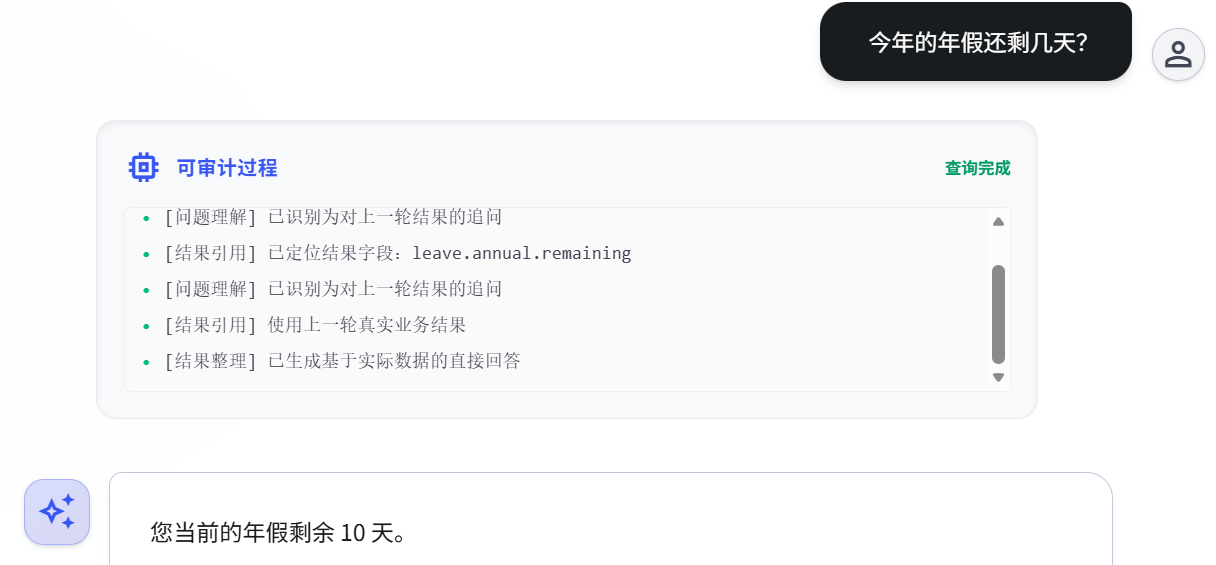 今年的年假还剩几天？
可审计过程
查询完成
• [问题理解] 已识别为对上一轮结果的追问
• [结果引用] 已定位结果字段：leave.annual.remaining
• [问题理解] 已识别为对上一轮结果的追问
• [结果引用] 使用上一轮真实业务结果
• [结果整理] 已生成基于实际数据的直接回答
您当前的年假剩余 10 天。